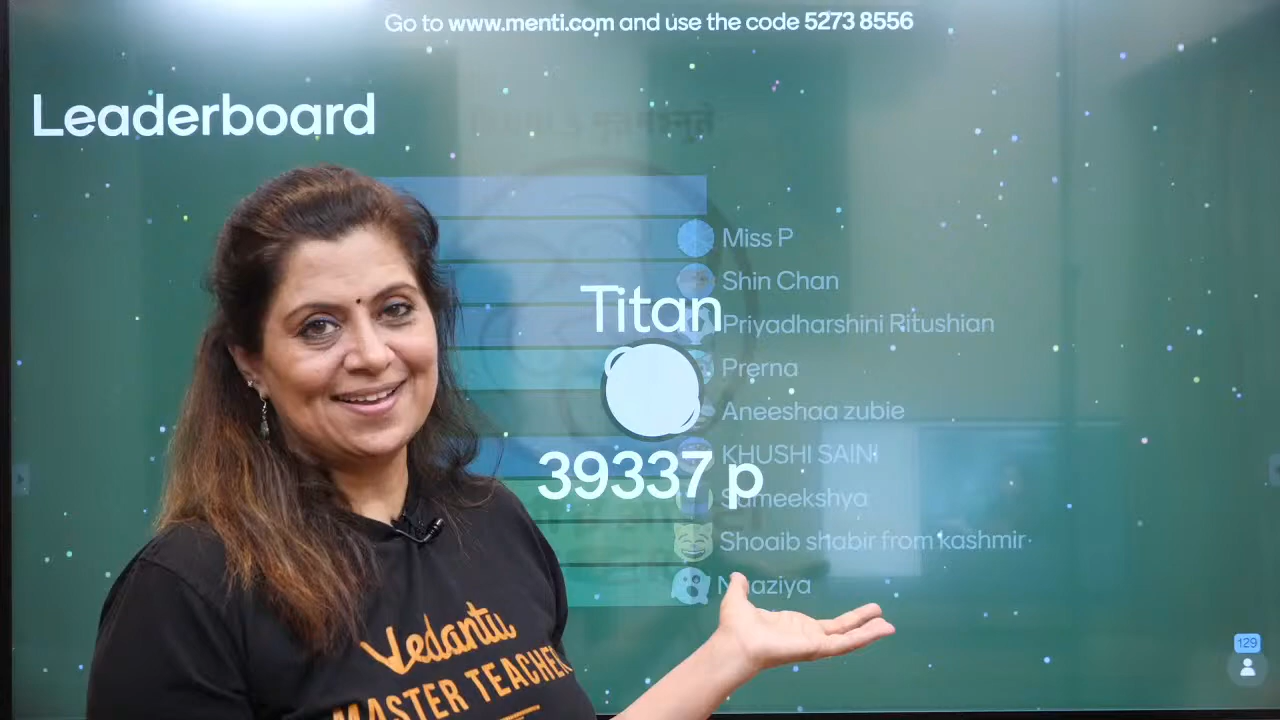 Go to www.menti.com and use the code 5273 8556
Leaderboard
Miss P
Shin Chan
Titan
Priyadharshini Ritushian
Prerna
Aneeshaa zubie
KHUSHI SAINI
39337 p
Sameekshya
Shoaib shabir from kashmir
Vedantu
MASTER TEACHER
129